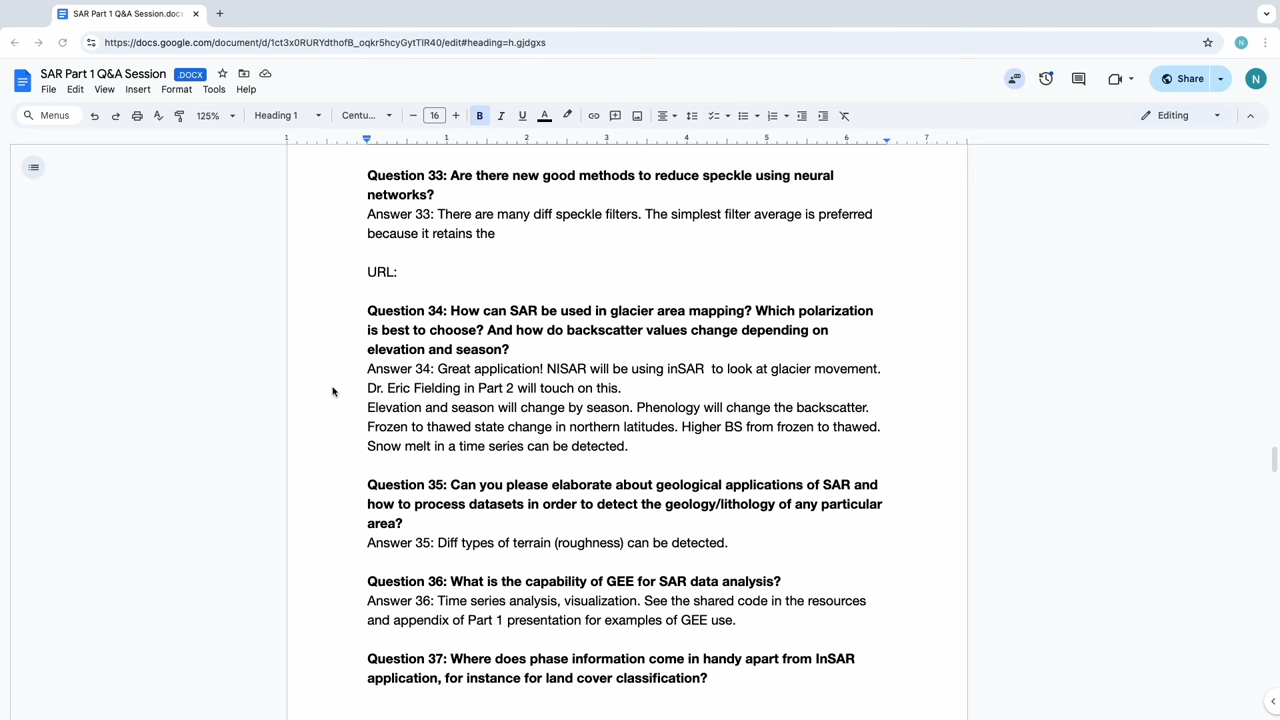 SAR Part 1 Q&A Session.docx
https://docs.google.com/document/d/1ct3x0RURYdthofB_oqkr5hcyGytTlR40/edit#heading=h.gjdgxs
N
SAR Part 1 Q&A Session .DOCX
File Edit View Insert Format Tools Help
Share
N
Menus 125% Heading 1 Centu... 16 B I U A Editing
1 1 2 3 4 5 6 7
Question 33: Are there new good methods to reduce speckle using neural
networks?
Answer 33: There are many diff speckle filters. The simplest filter average is preferred
because it retains the
URL:
Question 34: How can SAR be used in glacier area mapping? Which polarization
is best to choose? And how do backscatter values change depending on
elevation and season?
Answer 34: Great application! NISAR will be using inSAR  to look at glacier movement.
Dr. Eric Fielding in Part 2 will touch on this.
Elevation and season will change by season. Phenology will change the backscatter.
Frozen to thawed state change in northern latitudes. Higher BS from frozen to thawed.
Snow melt in a time series can be detected.
Question 35: Can you please elaborate about geological applications of SAR and
how to process datasets in order to detect the geology/lithology of any particular
area?
Answer 35: Diff types of terrain (roughness) can be detected.
Question 36: What is the capability of GEE for SAR data analysis?
Answer 36: Time series analysis, visualization. See the shared code in the resources
and appendix of Part 1 presentation for examples of GEE use.
Question 37: Where does phase information come in handy apart from InSAR
application, for instance for land cover classification?